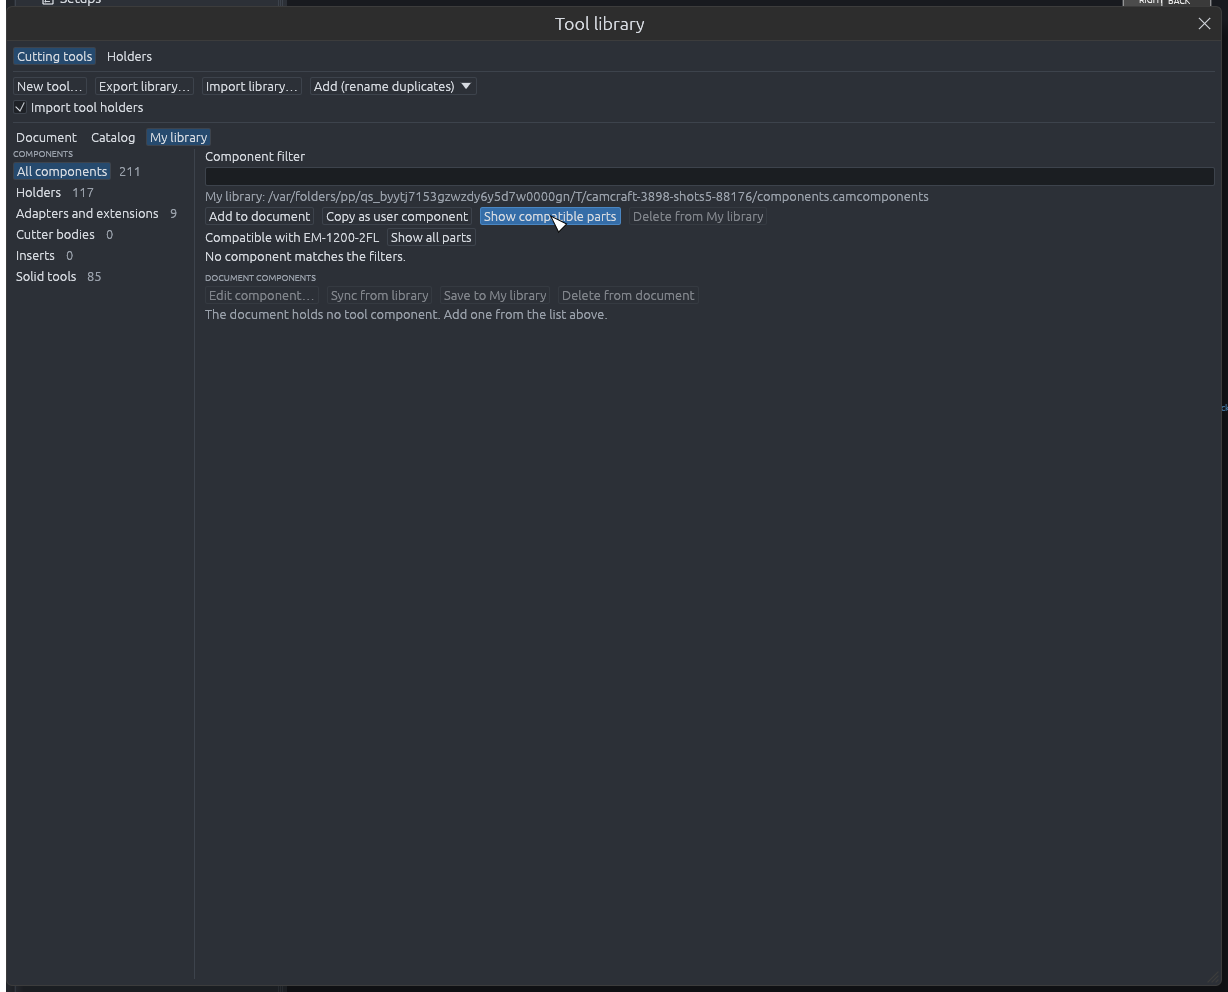 Setups
RIGHT BACK
Tool library
Cutting tools Holders
New tool... Export library... Import library... Add (rename duplicates)
Import tool holders
Document Catalog My library
COMPONENTS
All components 211
Holders 117
Adapters and extensions 9
Cutter bodies 0
Inserts 0
Solid tools 85
Component filter
My library: /var/folders/pp/qs_byytj7153gzwzdy6y5d7w0000gn/T/camcraft-3898-shots5-88176/components.camcomponents
Add to document Copy as user component Show compatible parts Delete from My library
Compatible with EM-1200-2FL Show all parts
No component matches the filters.
DOCUMENT COMPONENTS
Edit component... Sync from library Save to My library Delete from document
The document holds no tool component. Add one from the list above.